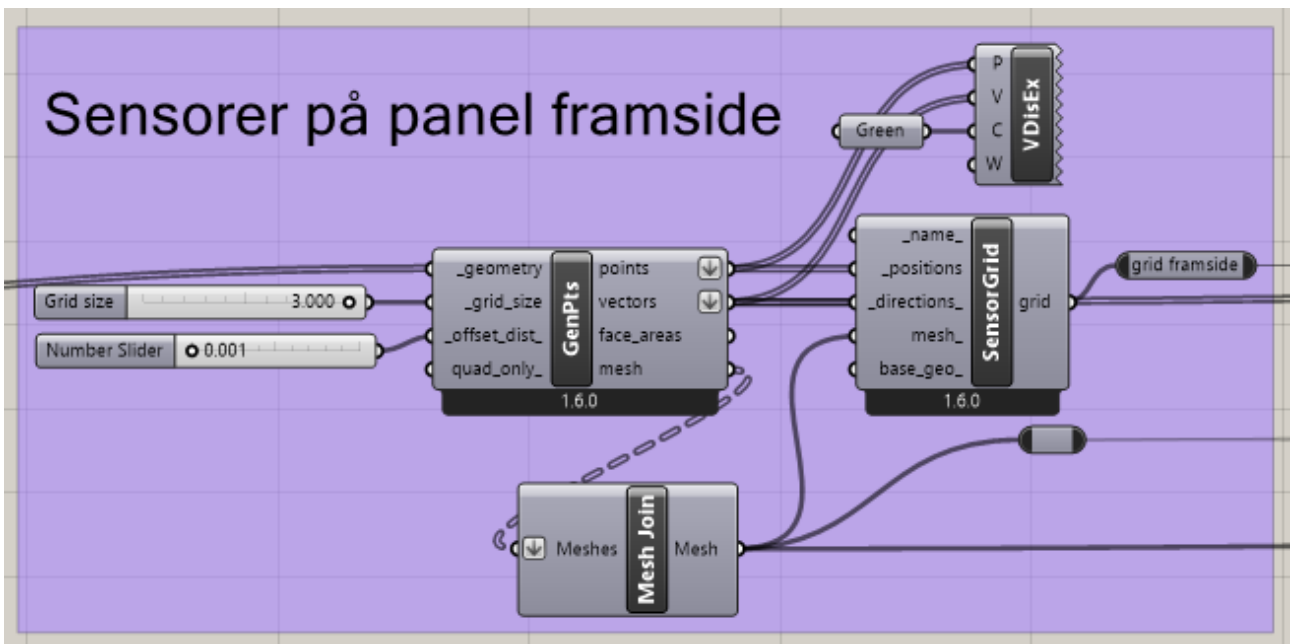 Sensorer på panel framside
P
V
C
W
VDisEx
Green
_name_
_positions
_directions_
mesh_
base_geo_
SensorGrid
grid
1.6.0
grid framside
_geometry
_grid_size
_offset_dist_
quad_only_
GenPts
points
vectors
face_areas
mesh
1.6.0
Grid size
3.000
Number Slider
0.001
Meshes
Mesh Join
Mesh